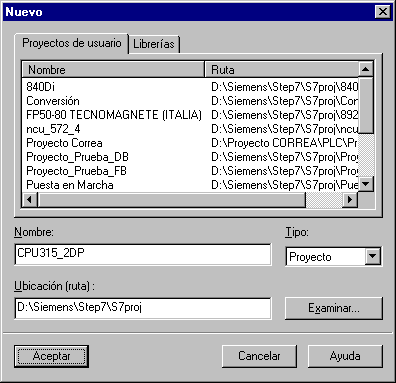 Nuevo
Proyectos de usuario Librerías
Nombre Ruta
840Di D:\Siemens\Step7\S7proj\840
Conversión D:\Siemens\Step7\S7proj\Con
FP50-80 TECNOMAGNETE (ITALIA) D:\Siemens\Step7\S7proj\892
ncu_572_4 D:\Siemens\Step7\S7proj\ncu
Proyecto Correa D:\Proyecto CORREA\PLC\Pr
Proyecto_Prueba_DB D:\Siemens\Step7\S7proj\Proy
Proyecto_Prueba_FB D:\Siemens\Step7\S7proj\Proy
Puesta en Marcha D:\Siemens\Step7\S7proj\Pue
Nombre: Tipo:
CPU315_2DP Proyecto
Ubicación (ruta) :
D:\Siemens\Step7\S7proj Examinar...
Aceptar Cancelar Ayuda